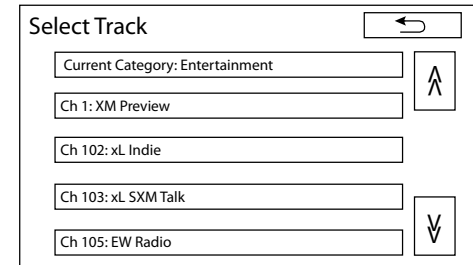 Select Track
Current Category: Entertainment
Ch 1: XM Preview
Ch 102: xL Indie
Ch 103: xL SXM Talk
Ch 105: EW Radio